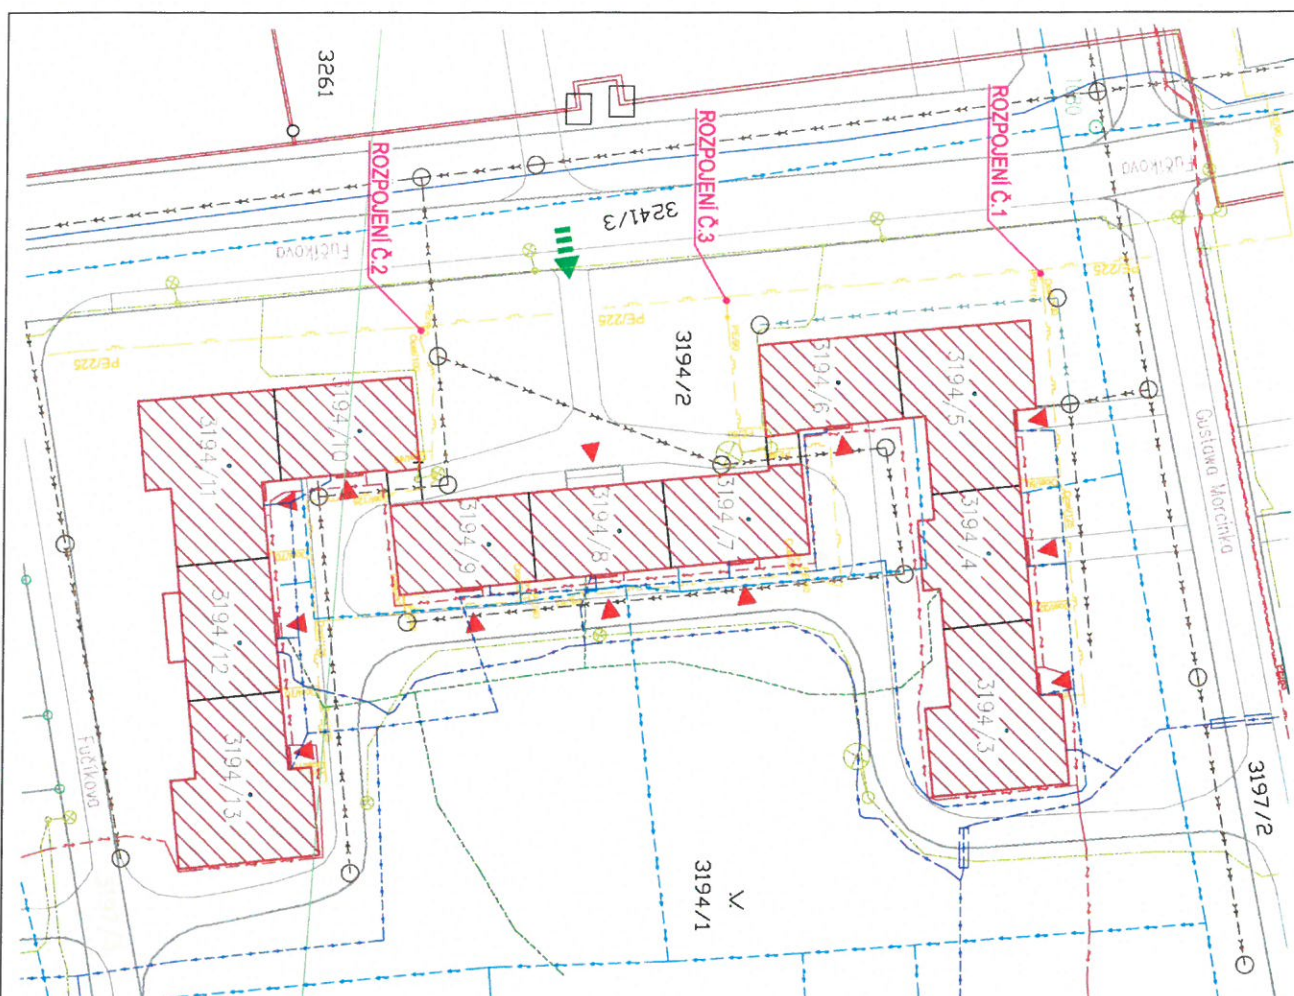 3261
ROZPOJENÍ Č.2
ROZPOJENÍ Č.3
ROZPOJENÍ Č.1
Fučíkova
Fučíkova
3241/3
PE/225
PE/225
PE/225
3194/2
3194/6
3194/5
3194/10
3194/11
3194/9
3194/8
3194/7
3194/4
3194/12
3194/3
3194/13
Gustawa Morcinka
Fučíkova
3197/2
3194/1